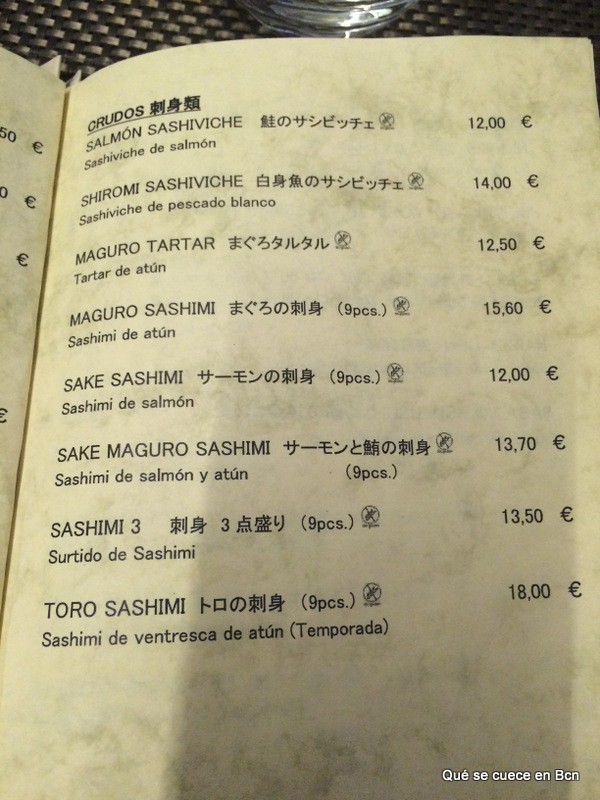 50 €
0 €
€
€
CRUDOS 刺身類
SALMÓN SASHIVICHE 鮭のサシビッチェ 12,00 €
Sashiviche de salmón
SHIROMI SASHIVICHE 白身魚のサシビッチェ 14,00 €
Sashiviche de pescado blanco
MAGURO TARTAR まぐろタルタル 12,50 €
Tartar de atún
MAGURO SASHIMI まぐろの刺身 (9pcs.) 15,60 €
Sashimi de atún
SAKE SASHIMI サーモンの刺身 (9pcs.) 12,00 €
Sashimi de salmón
SAKE MAGURO SASHIMI サーモンと鮪の刺身 13,70 €
Sashimi de salmón y atún (9pcs.)
SASHIMI 3 刺身 3点盛り (9pcs.) 13,50 €
Surtido de Sashimi
TORO SASHIMI トロの刺身 (9pcs.) 18,00 €
Sashimi de ventresca de atún (Temporada)
Qué se cuece en Bcn